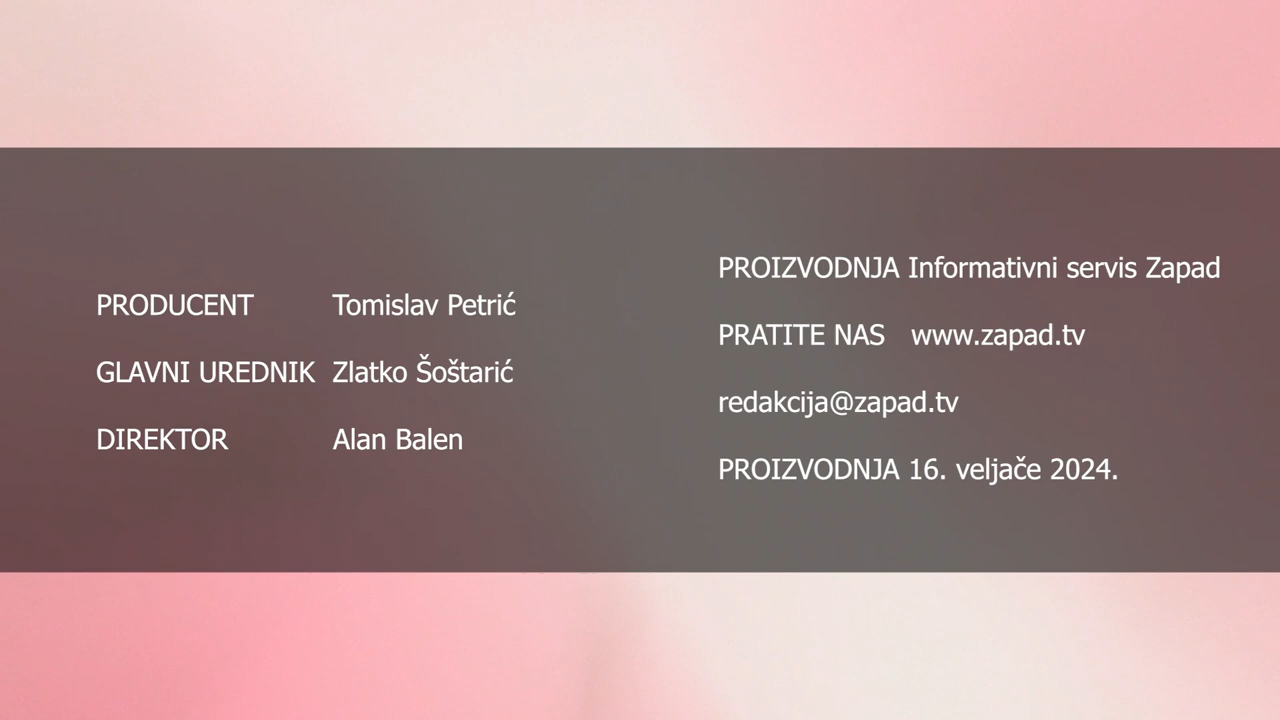 PRODUCENT Tomislav Petrić
GLAVNI UREDNIK Zlatko Šoštarić
DIREKTOR Alan Balen
PROIZVODNJA Informativni servis Zapad
PRATITE NAS www.zapad.tv
redakcija@zapad.tv
PROIZVODNJA 16. veljače 2024.